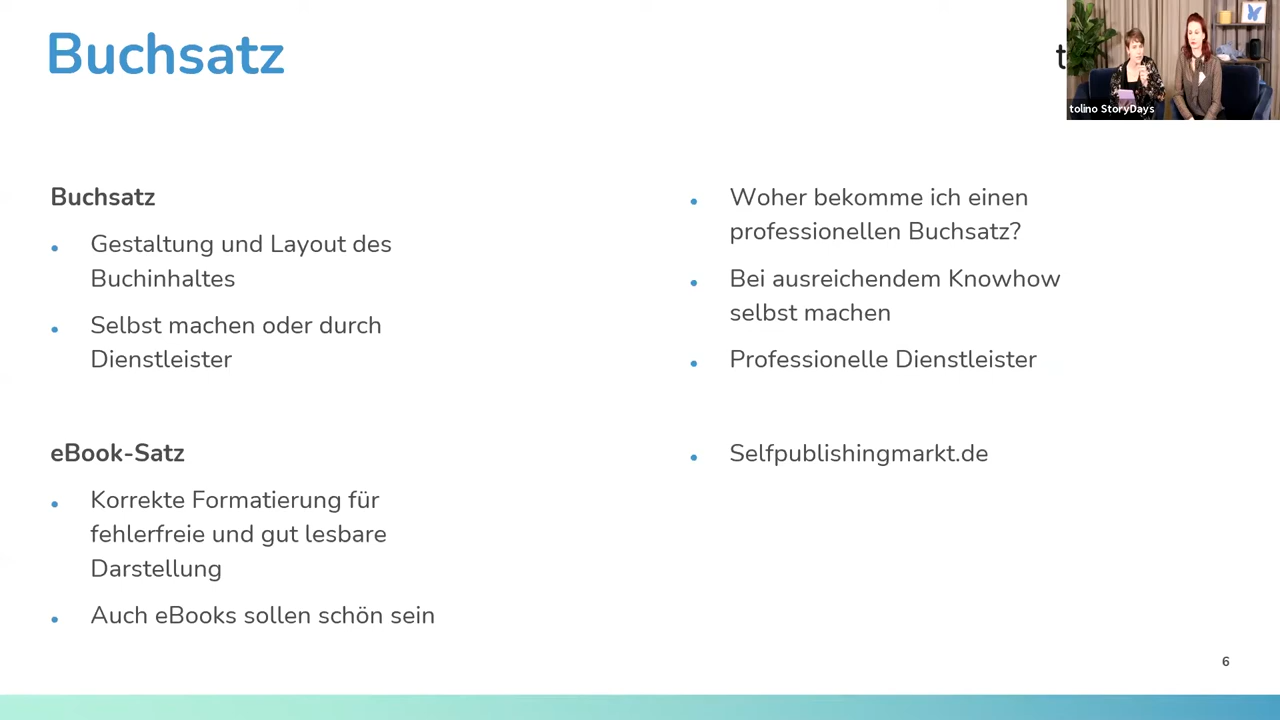 Buchsatz
tolino StoryDays
Buchsatz
Gestaltung und Layout des
Buchinhaltes
Selbst machen oder durch
Dienstleister
eBook-Satz
Korrekte Formatierung für
fehlerfreie und gut lesbare
Darstellung
Auch eBooks sollen schön sein
Woher bekomme ich einen
professionellen Buchsatz?
Bei ausreichendem Knowhow
selbst machen
Professionelle Dienstleister
Selfpublishingmarkt.de
6